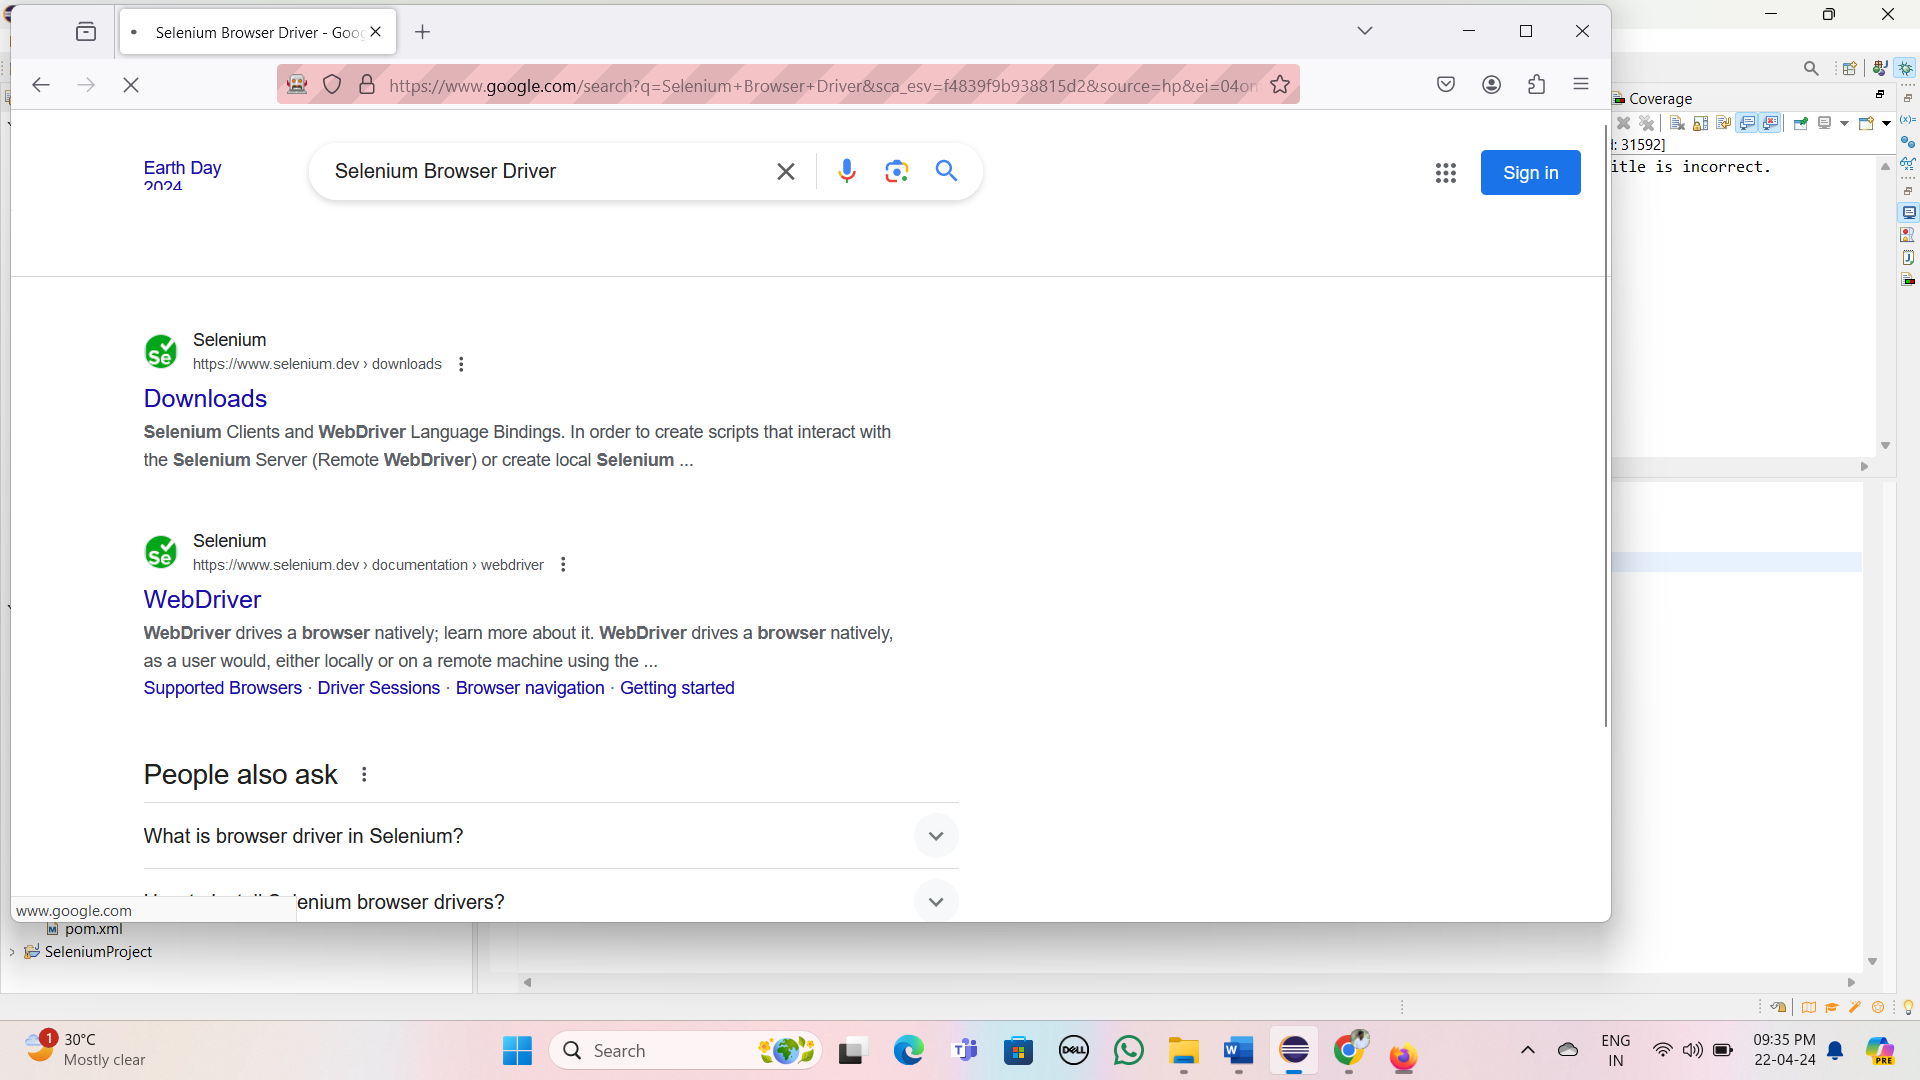 Selenium Browser Driver - Goo
https://www.google.com/search?q=Selenium+Browser+Driver&sca_esv=f4839f9b938815d2&source=hp&ei=04on
Earth Day
2024
Selenium Browser Driver
Sign in
Coverage
: 31592]
itle is incorrect.
Selenium
https://www.selenium.dev › downloads
Downloads
Selenium Clients and WebDriver Language Bindings. In order to create scripts that interact with
the Selenium Server (Remote WebDriver) or create local Selenium ...
Selenium
https://www.selenium.dev › documentation › webdriver
WebDriver
WebDriver drives a browser natively; learn more about it. WebDriver drives a browser natively,
as a user would, either locally or on a remote machine using the ...
Supported Browsers · Driver Sessions · Browser navigation · Getting started
People also ask
What is browser driver in Selenium?
enium browser drivers?
www.google.com
pom.xml
SeleniumProject
1
30°C
Mostly clear
Search
DELL
ENG
IN
09:35 PM
22-04-24
PRE